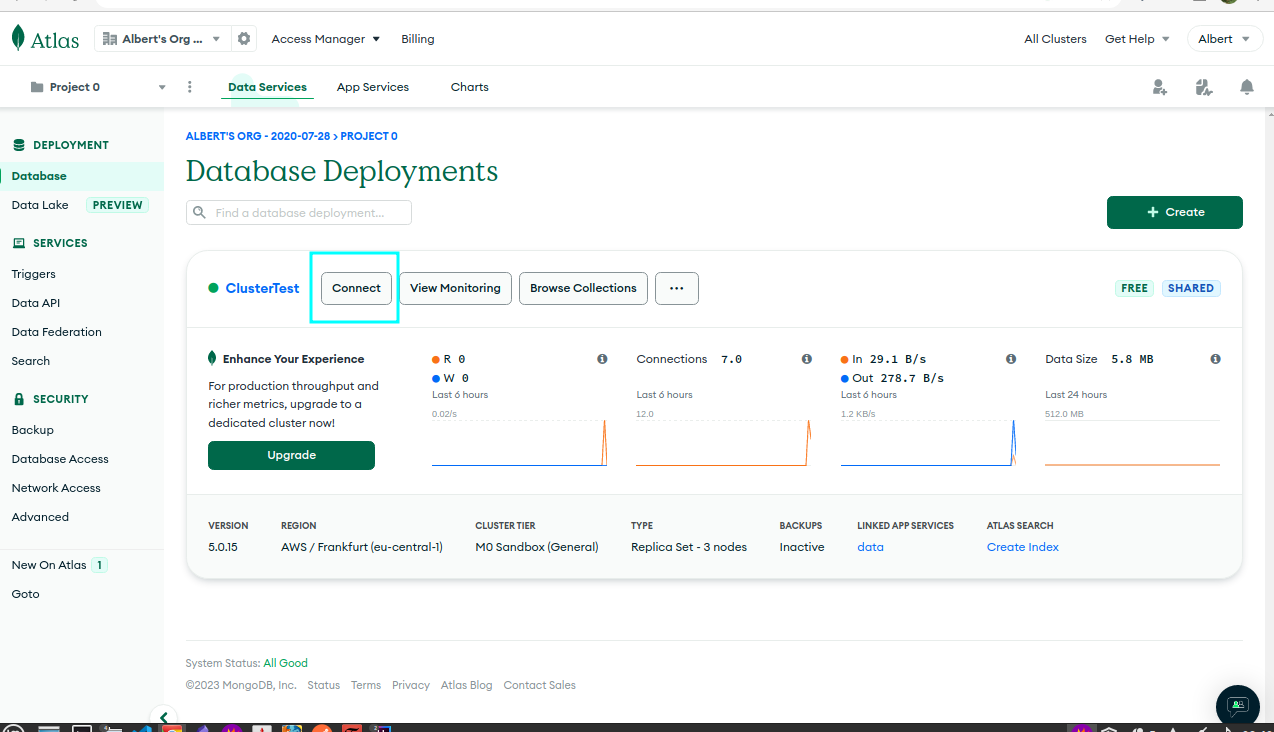 Atlas
Albert's Org ...
Access Manager
Billing
All Clusters
Get Help
Albert
Project 0
Data Services
App Services
Charts
DEPLOYMENT
Database
Data Lake PREVIEW
SERVICES
Triggers
Data API
Data Federation
Search
SECURITY
Backup
Database Access
Network Access
Advanced
New On Atlas 1
Goto
ALBERT'S ORG - 2020-07-28 > PROJECT 0
Database Deployments
Find a database deployment...
+ Create
ClusterTest
Connect
View Monitoring
Browse Collections
...
FREE
SHARED
Enhance Your Experience
For production throughput and
richer metrics, upgrade to a
dedicated cluster now!
Upgrade
R 0
W 0
Last 6 hours
0.02/s
Connections 7.0
Last 6 hours
12.0
In 29.1 B/s
Out 278.7 B/s
Last 6 hours
1.2 KB/s
Data Size 5.8 MB
Last 24 hours
512.0 MB
VERSION
5.0.15
REGION
AWS / Frankfurt (eu-central-1)
CLUSTER TIER
M0 Sandbox (General)
TYPE
Replica Set - 3 nodes
BACKUPS
Inactive
LINKED APP SERVICES
data
ATLAS SEARCH
Create Index
System Status: All Good
©2023 MongoDB, Inc. Status Terms Privacy Atlas Blog Contact Sales